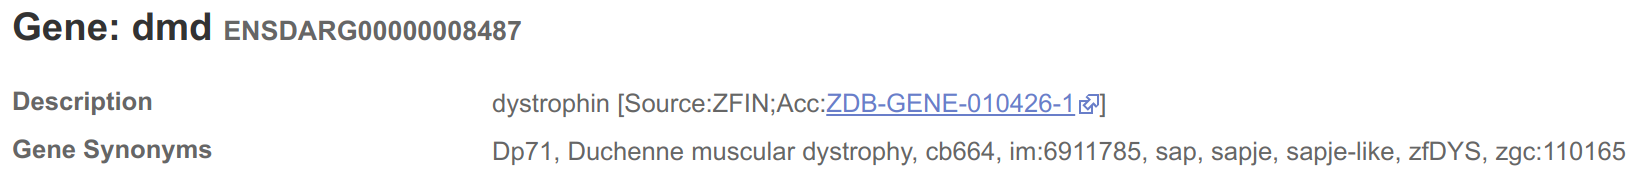 Gene: dmd ENSDARG00000008487
Description dystrophin [Source:ZFIN;Acc:ZDB-GENE-010426-1]
Gene Synonyms Dp71, Duchenne muscular dystrophy, cb664, im:6911785, sap, sapje, sapje-like, zfDYS, zgc:110165